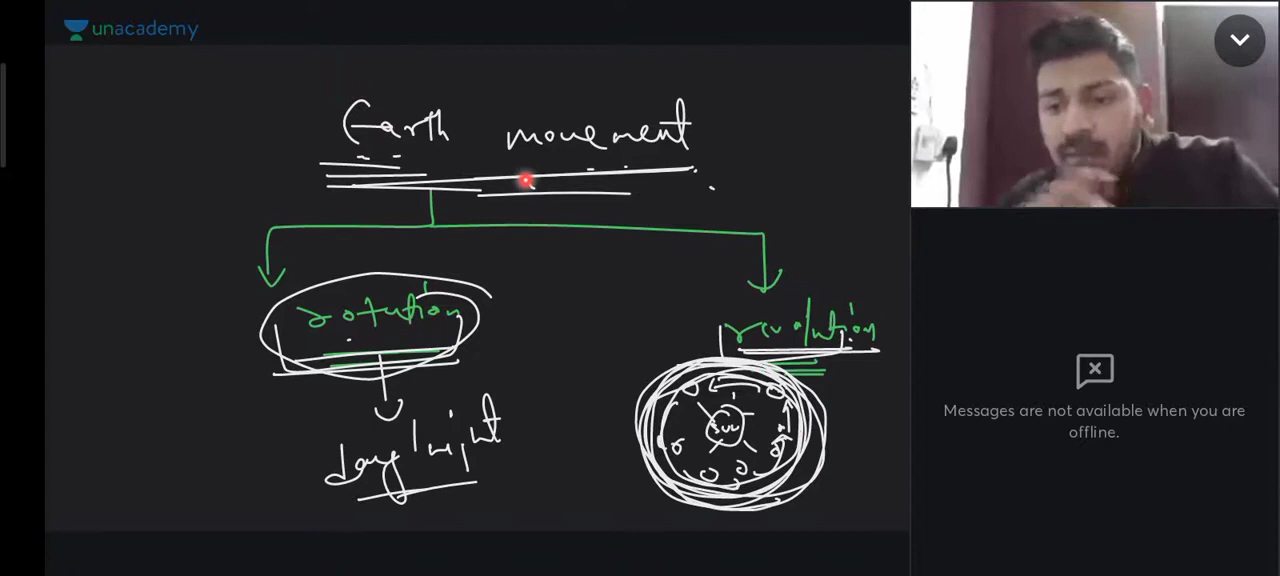 unacademy
Earth movement
rotation
revolution
sun
day/night
Messages are not available when you are
offline.